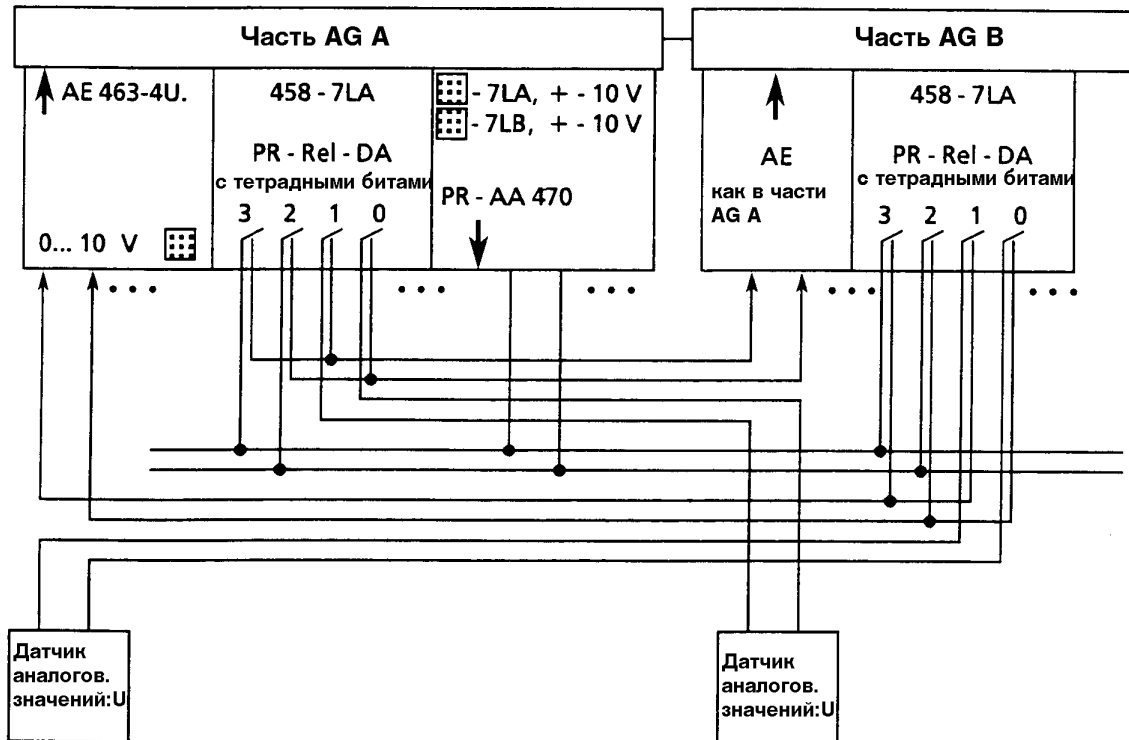 Часть AG A
AE 463-4U.
0... 10 V
458 - 7LA
PR - Rel - DA
с тетрадными битами
3 2 1 0
- 7LA, + - 10 V
- 7LB, + - 10 V
PR - AA 470
Часть AG B
AE
как в части
AG A
458 - 7LA
PR - Rel - DA
с тетрадными битами
3 2 1 0
Датчик
аналогов.
значений:U
Датчик
аналогов.
значений:U